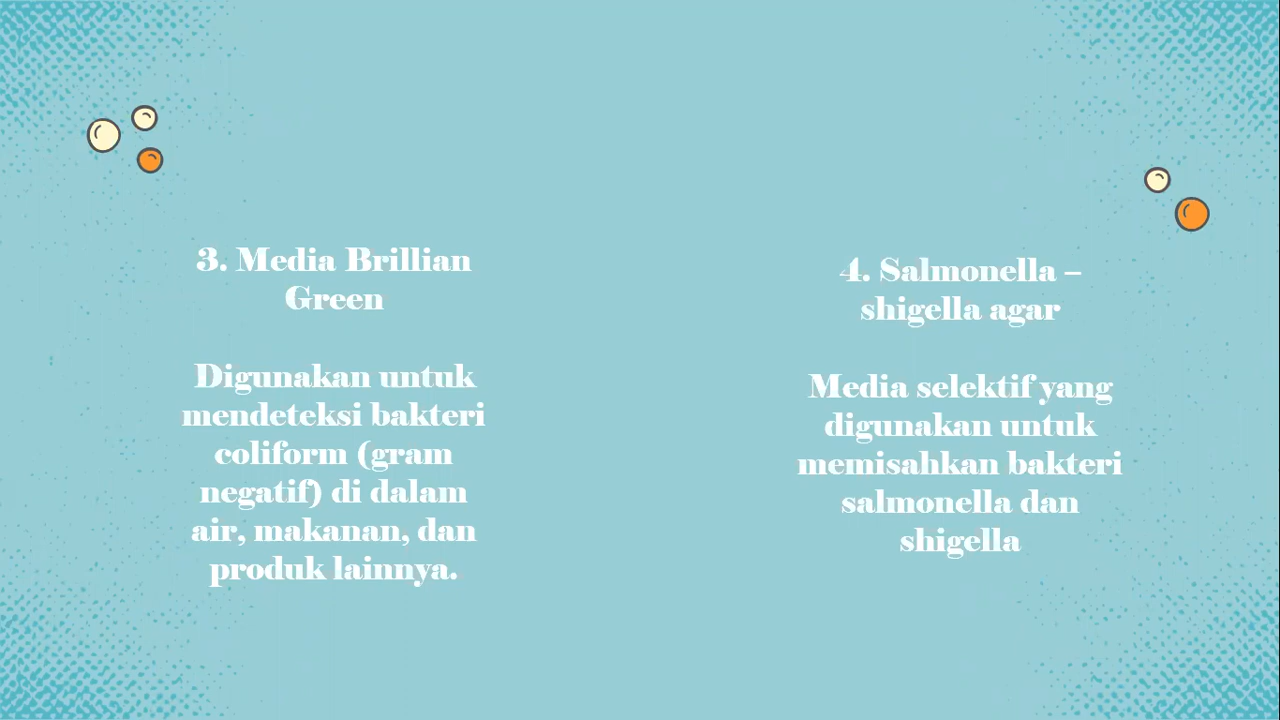 3. Media Brillian
Green
Digunakan untuk
mendeteksi bakteri
coliform (gram
negatif) di dalam
air, makanan, dan
produk lainnya.
4. Salmonella –
shigella agar
Media selektif yang
digunakan untuk
memisahkan bakteri
salmonella dan
shigella